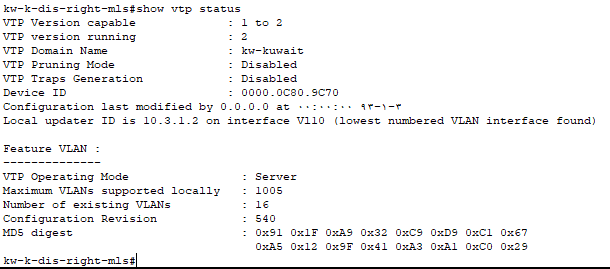 kw-k-dis-right-mls#show vtp status
VTP Version capable : 1 to 2
VTP version running : 2
VTP Domain Name : kw-kuwait
VTP Pruning Mode : Disabled
VTP Traps Generation : Disabled
Device ID : 0000.0C80.9C70
Configuration last modified by 0.0.0.0 at ٠٠:٠٠:٠٠ ٩٣-١-٣
Local updater ID is 10.3.1.2 on interface Vl10 (lowest numbered VLAN interface found)
Feature VLAN :
--------------
VTP Operating Mode : Server
Maximum VLANs supported locally : 1005
Number of existing VLANs : 16
Configuration Revision : 540
MD5 digest : 0x91 0x1F 0xA9 0x32 0xC9 0xD9 0xC1 0x67
0xA5 0x12 0x9F 0x41 0xA3 0xA1 0xC0 0x29
kw-k-dis-right-mls#